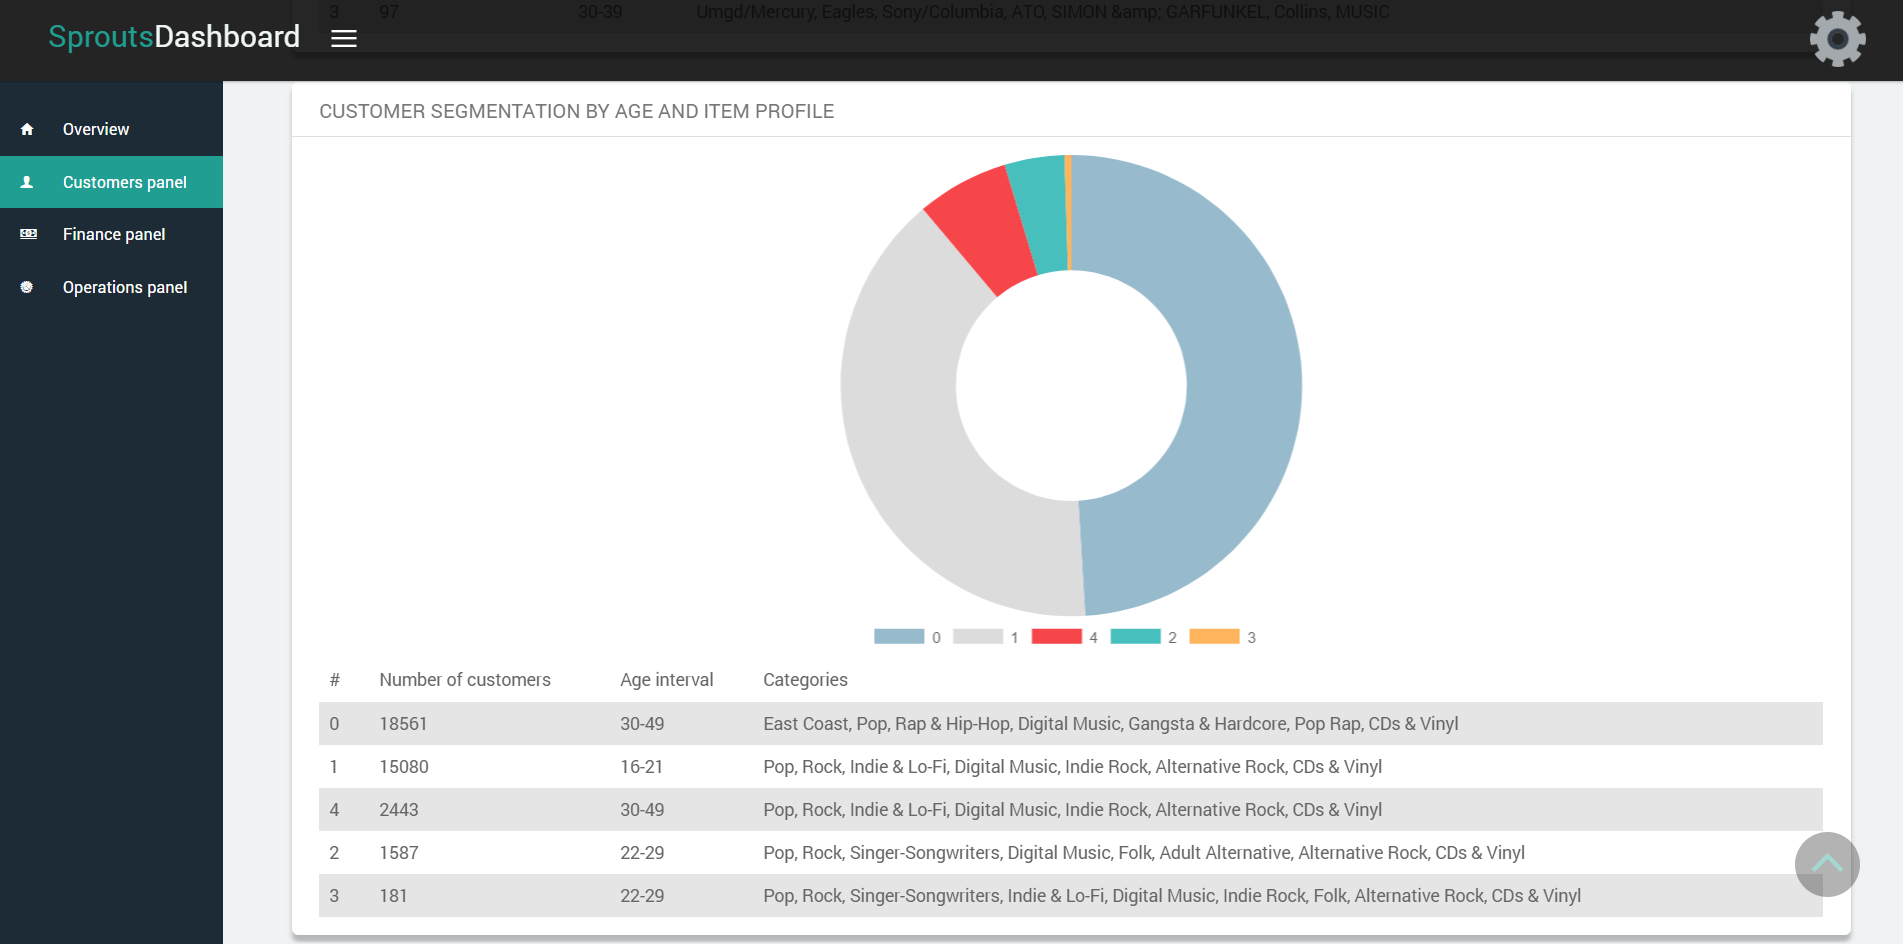 3 97 30-39 Umgd/Mercury, Eagles, Sony/Columbia, ATO, SIMON &amp; GARFUNKEL, Collins, MUSIC
SproutsDashboard
Overview
Customers panel
Finance panel
Operations panel
CUSTOMER SEGMENTATION BY AGE AND ITEM PROFILE
0 1 4 2 3
# Number of customers Age interval Categories
0 18561 30-49 East Coast, Pop, Rap & Hip-Hop, Digital Music, Gangsta & Hardcore, Pop Rap, CDs & Vinyl
1 15080 16-21 Pop, Rock, Indie & Lo-Fi, Digital Music, Indie Rock, Alternative Rock, CDs & Vinyl
4 2443 30-49 Pop, Rock, Indie & Lo-Fi, Digital Music, Indie Rock, Alternative Rock, CDs & Vinyl
2 1587 22-29 Pop, Rock, Singer-Songwriters, Digital Music, Folk, Adult Alternative, Alternative Rock, CDs & Vinyl
3 181 22-29 Pop, Rock, Singer-Songwriters, Indie & Lo-Fi, Digital Music, Indie Rock, Folk, Alternative Rock, CDs & Vinyl